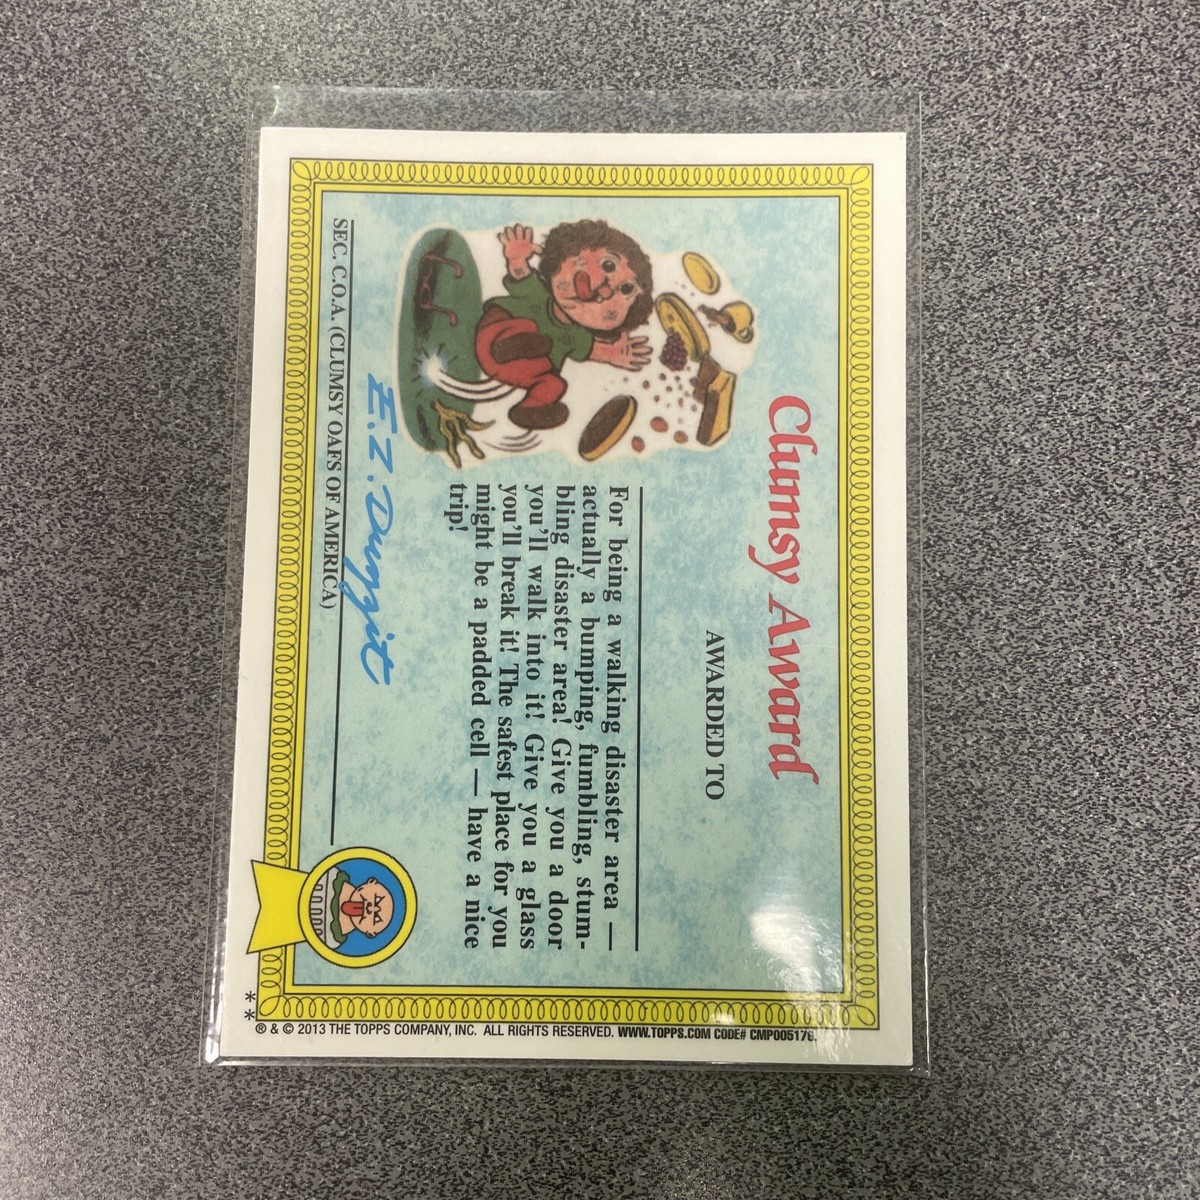 Clumsy Award
AWARDED TO
For being a walking disaster area —
actually a bumping, fumbling, stum-
bling disaster area! Give you a door
you'll walk into it! Give you a glass
you'll break it! The safest place for you
might be a padded cell — have a nice
trip!
E.Z. Duzzit
SEC. C.O.A. (CLUMSY OAFS OF AMERICA)
** ® & © 2013 THE TOPPS COMPANY, INC. ALL RIGHTS RESERVED. WWW.TOPPS.COM CODE# CMP005176.